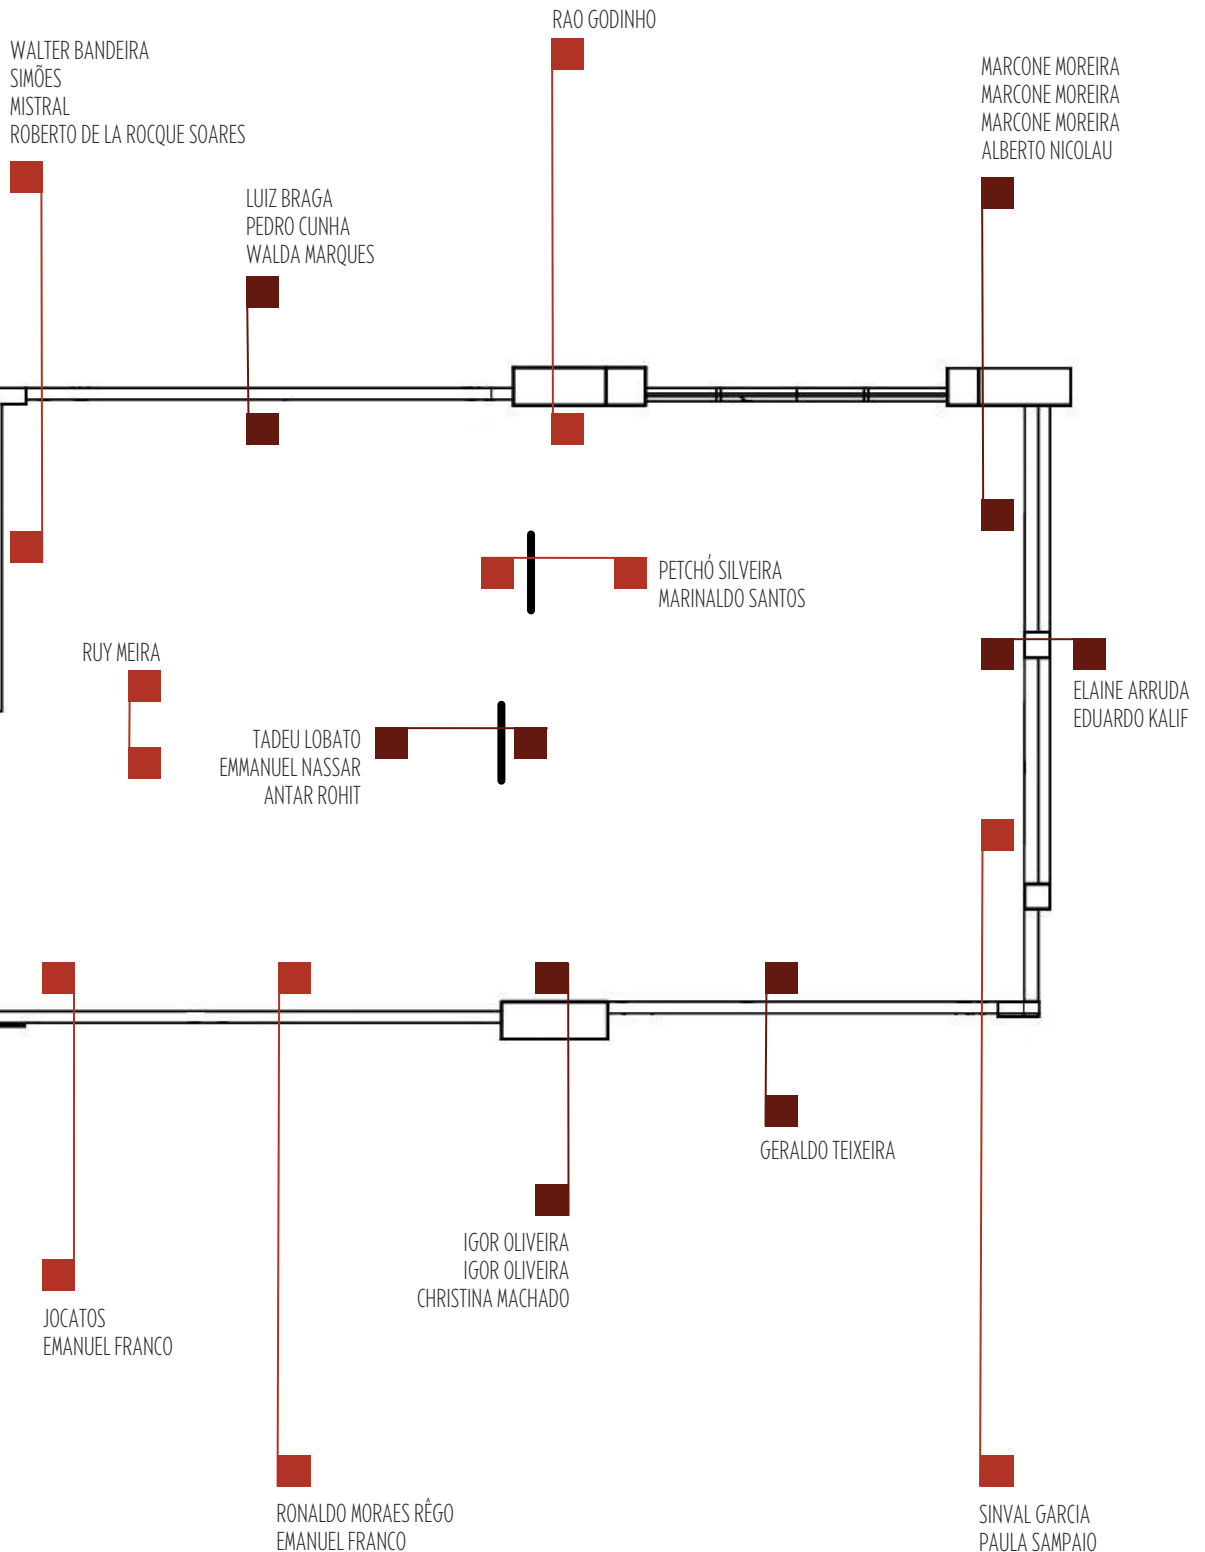 RAO GODINHO
WALTER BANDEIRA
SIMÕES
MISTRAL
ROBERTO DE LA ROCQUE SOARES
MARCONE MOREIRA
MARCONE MOREIRA
MARCONE MOREIRA
ALBERTO NICOLAU
LUIZ BRAGA
PEDRO CUNHA
WALDA MARQUES
PETCHÓ SILVEIRA
MARINALDO SANTOS
RUY MEIRA
ELAINE ARRUDA
EDUARDO KALIF
TADEU LOBATO
EMMANUEL NASSAR
ANTAR ROHIT
GERALDO TEIXEIRA
IGOR OLIVEIRA
IGOR OLIVEIRA
CHRISTINA MACHADO
JOCATOS
EMANUEL FRANCO
RONALDO MORAES RÊGO
EMANUEL FRANCO
SINVAL GARCIA
PAULA SAMPAIO